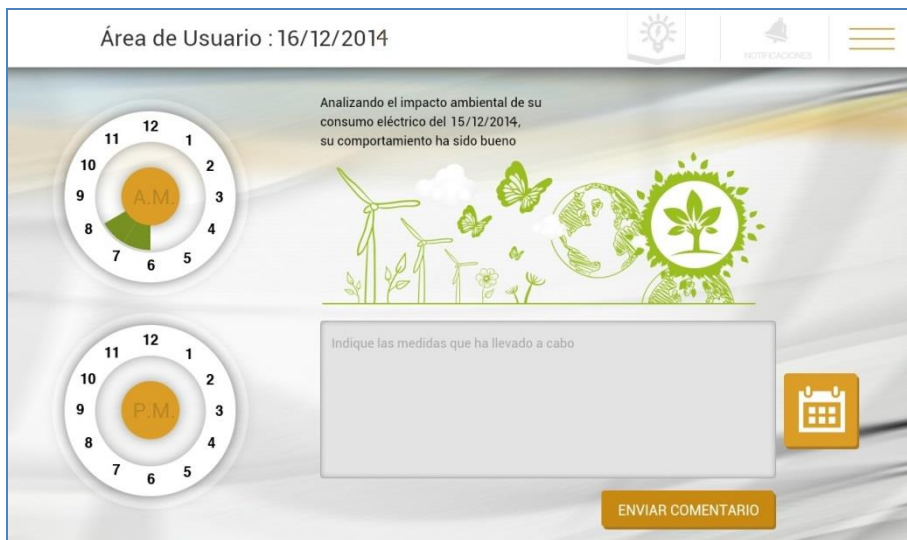 Área de Usuario : 16/12/2014
NOTIFICACIONES
Analizando el impacto ambiental de su
consumo eléctrico del 15/12/2014,
su comportamiento ha sido bueno
12
11
1
10
2
9
A.M.
3
8
4
7
5
6
Indique las medidas que ha llevado a cabo
12
11
1
10
2
9
P.M.
3
8
4
7
5
6
ENVIAR COMENTARIO